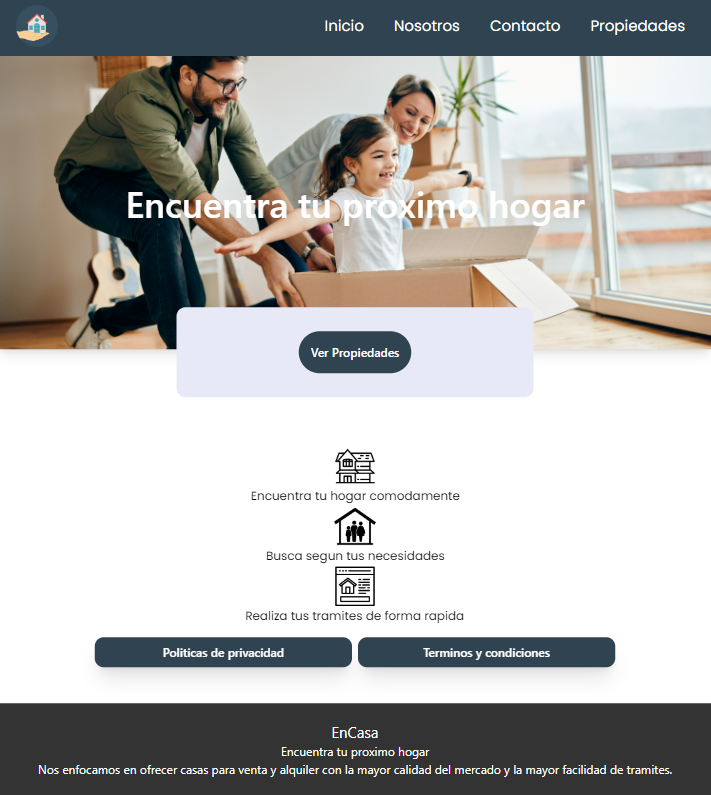 Inicio Nosotros Contacto Propiedades
Encuentra tu proximo hogar
Ver Propiedades
Encuentra tu hogar comodamente
Busca segun tus necesidades
Realiza tus tramites de forma rapida
Politicas de privacidad Terminos y condiciones
EnCasa
Encuentra tu proximo hogar
Nos enfocamos en ofrecer casas para venta y alquiler con la mayor calidad del mercado y la mayor facilidad de tramites.